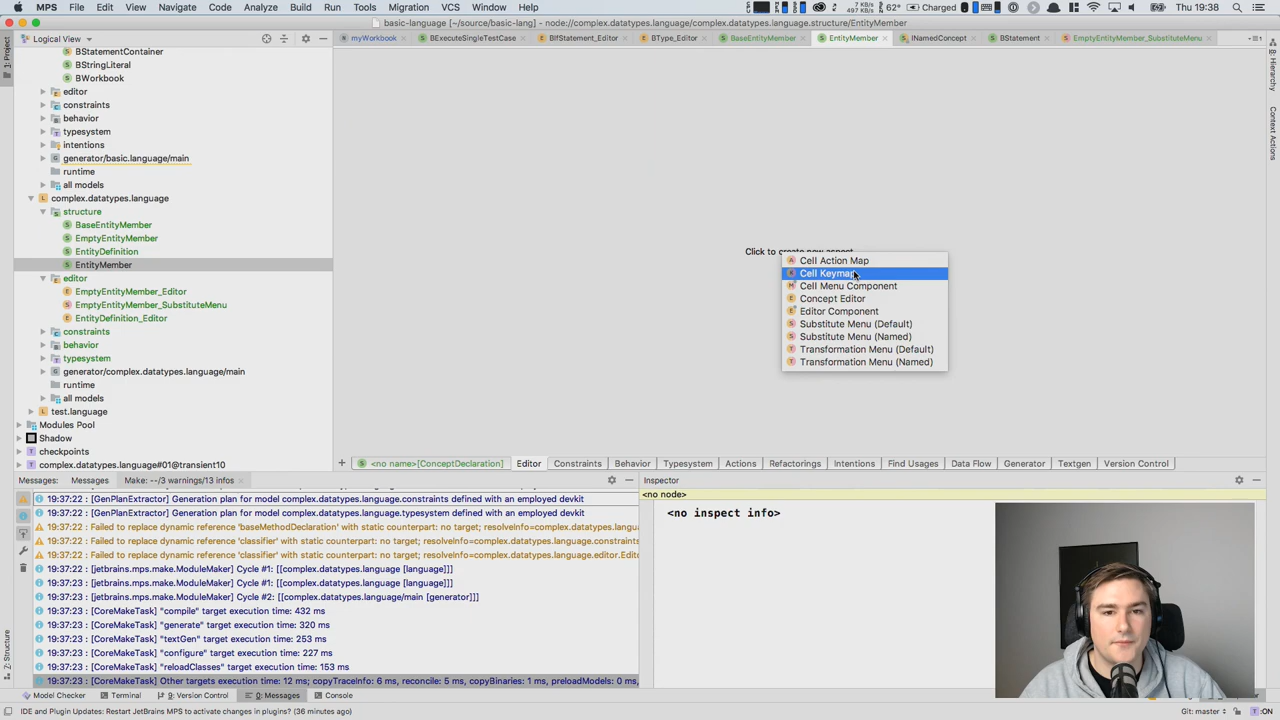 MPS File Edit View Navigate Code Analyze Build Run Tools Migration VCS Window Help
62° Charged Thu 19:38
basic-language [~/source/basic-lang] - node://complex.datatypes.language/complex.datatypes.language.structure/EntityMember
Logical View
myWorkbook BExecuteSingleTestCase BIfStatement_Editor BType_Editor BaseEntityMember EntityMember INamedConcept BStatement EmptyEntityMember_SubstituteMenu
Project
Hierarchy
Context Actions
BStatementContainer
BStringLiteral
BWorkbook
editor
constraints
behavior
typesystem
intentions
generator/basic.language/main
runtime
all models
complex.datatypes.language
structure
BaseEntityMember
EmptyEntityMember
EntityDefinition
EntityMember
editor
EmptyEntityMember_Editor
EmptyEntityMember_SubstituteMenu
EntityDefinition_Editor
constraints
behavior
typesystem
generator/complex.datatypes.language/main
runtime
all models
test.language
Modules Pool
Shadow
checkpoints
complex.datatypes.language#01@transient10
Click to create new aspect
Cell Action Map
Cell Keymap
Cell Menu Component
Concept Editor
Editor Component
Substitute Menu (Default)
Substitute Menu (Named)
Transformation Menu (Default)
Transformation Menu (Named)
<no name>[ConceptDeclaration] Editor Constraints Behavior Typesystem Actions Refactorings Intentions Find Usages Data Flow Generator Textgen Version Control
Messages: Messages Make: --/3 warnings/13 infos
19:37:22 : [GenPlanExtractor] Generation plan for model complex.datatypes.language.constraints defined with an employed devkit
19:37:22 : [GenPlanExtractor] Generation plan for model complex.datatypes.language.typesystem defined with an employed devkit
19:37:22 : Failed to replace dynamic reference 'baseMethodDeclaration' with static counterpart: no target; resolveInfo=complex.datatypes.langu
19:37:22 : Failed to replace dynamic reference 'classifier' with static counterpart: no target; resolveInfo=complex.datatypes.language.editor.
19:37:22 : Failed to replace dynamic reference 'classifier' with static counterpart: no target; resolveInfo=complex.datatypes.language.editor.Edito
19:37:22 : [jetbrains.mps.make.ModuleMaker] Cycle #1: [[complex.datatypes.language [language]]]
19:37:23 : [jetbrains.mps.make.ModuleMaker] Cycle #1: [[complex.datatypes.language [language]]]
19:37:23 : [jetbrains.mps.make.ModuleMaker] Cycle #2: [[complex.datatypes.language/main [generator]]]
19:37:23 : [CoreMakeTask] "compile" target execution time: 432 ms
19:37:23 : [CoreMakeTask] "generate" target execution time: 320 ms
19:37:23 : [CoreMakeTask] "textGen" target execution time: 253 ms
19:37:23 : [CoreMakeTask] "configure" target execution time: 227 ms
19:37:23 : [CoreMakeTask] "reloadClasses" target execution time: 153 ms
19:37:23 : [CoreMakeTask] Other targets execution time: 12 ms; copyTraceInfo: 6 ms, reconcile: 5 ms, copyBinaries: 1 ms, preloadModels: 0 ms,
Z: Structure
Inspector
<no node>
<no inspect info>
Model Checker Terminal 9: Version Control 0: Messages Console
IDE and Plugin Updates: Restart JetBrains MPS to activate changes in plugins? (36 minutes ago)
Git: master T:ON